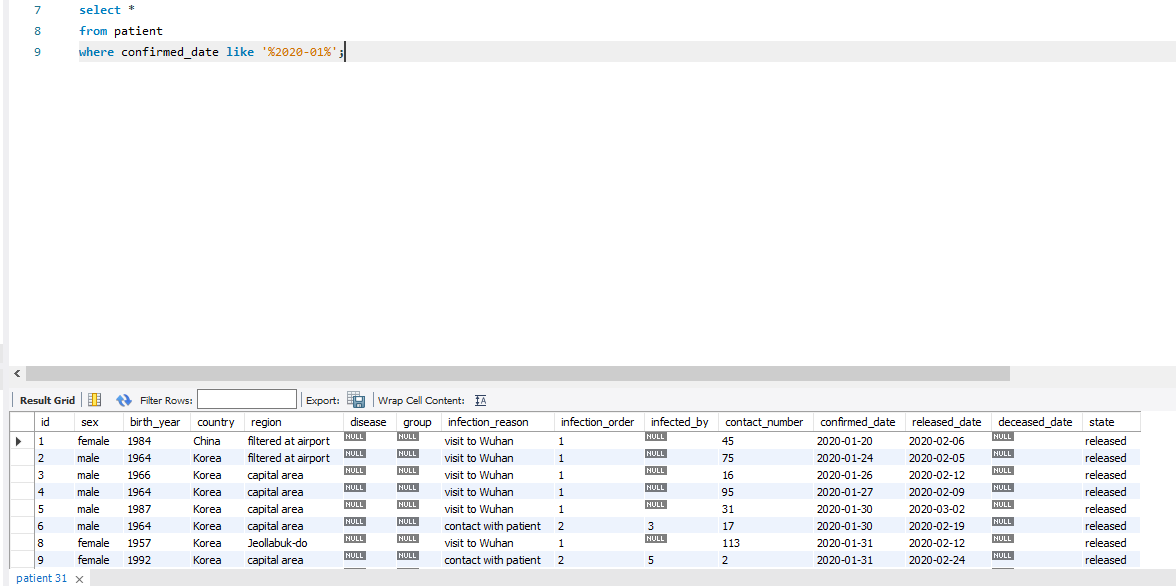 7 select *
8 from patient
9 where confirmed_date like '%2020-01%';
Result Grid Filter Rows: Export: Wrap Cell Content:
id sex birth_year country region disease group infection_reason infection_order infected_by contact_number confirmed_date released_date deceased_date state
1 female 1984 China filtered at airport NULL NULL visit to Wuhan 1 NULL 45 2020-01-20 2020-02-06 NULL released
2 male 1964 Korea filtered at airport NULL NULL visit to Wuhan 1 NULL 75 2020-01-24 2020-02-05 NULL released
3 male 1966 Korea capital area NULL NULL visit to Wuhan 1 NULL 16 2020-01-26 2020-02-12 NULL released
4 male 1964 Korea capital area NULL NULL visit to Wuhan 1 NULL 95 2020-01-27 2020-02-09 NULL released
5 male 1987 Korea capital area NULL NULL visit to Wuhan 1 NULL 31 2020-01-30 2020-03-02 NULL released
6 male 1964 Korea capital area NULL NULL contact with patient 2 3 17 2020-01-30 2020-02-19 NULL released
8 female 1957 Korea Jeollabuk-do NULL NULL visit to Wuhan 1 NULL 113 2020-01-31 2020-02-12 NULL released
9 female 1992 Korea capital area NULL NULL contact with patient 2 5 2 2020-01-31 2020-02-24 NULL released
patient 31